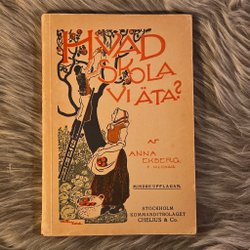 HVAD
SKOLA
VI ÄTA?
AF
ANNA
EKBERG,
STOCKHOLM
KOMMANDITBOLAGET
CHELIUS & Co.